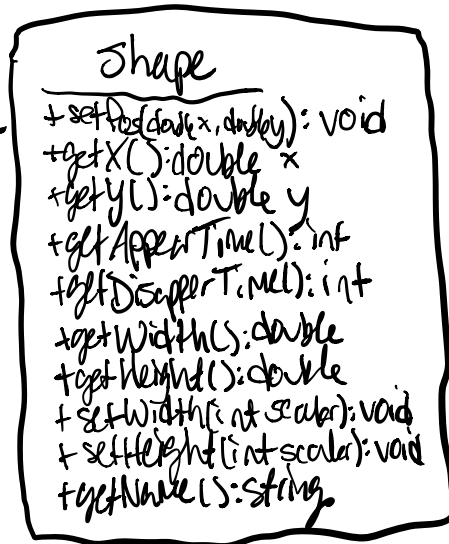 Shape
+setPos(double x, double y): void
+getX():double x
+getY():double y
+getAppearTime(): int
+getDisapperTime(): int
+getWidth():double
+getHeight():double
+setWidth(int scaler): void
+setHeight(int scaler): void
+getName():string